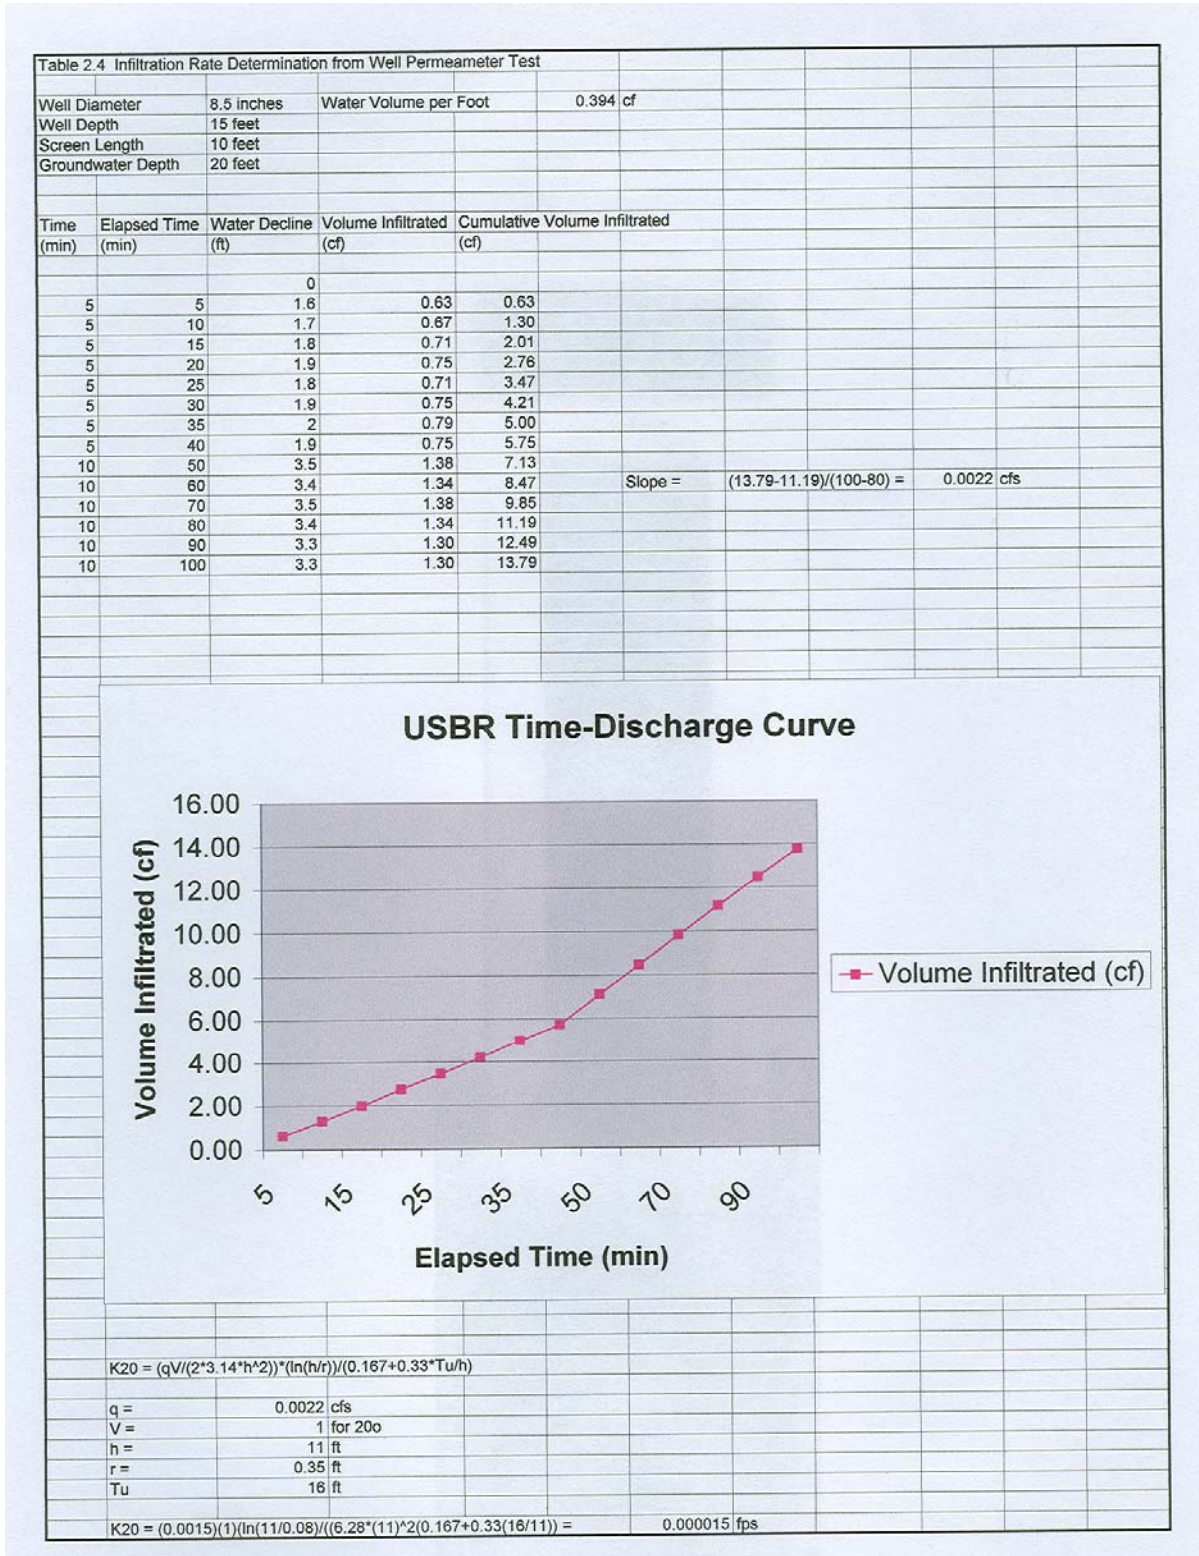 Table 2.4 Infiltration Rate Determination from Well Permeameter Test
Well Diameter 8.5 inches Water Volume per Foot 0.394 cf
Well Depth 15 feet
Screen Length 10 feet
Groundwater Depth 20 feet
Time Elapsed Time Water Decline Volume Infiltrated Cumulative Volume Infiltrated
(min) (min) (ft) (cf) (cf)
0
5 5 1.6 0.63 0.63
5 10 1.7 0.67 1.30
5 15 1.8 0.71 2.01
5 20 1.9 0.75 2.76
5 25 1.8 0.71 3.47
5 30 1.9 0.75 4.21
5 35 2 0.79 5.00
5 40 1.9 0.75 5.75
10 50 3.5 1.38 7.13
10 60 3.4 1.34 8.47 Slope = (13.79-11.19)/(100-80) = 0.0022 cfs
10 70 3.5 1.38 9.85
10 80 3.4 1.34 11.19
10 90 3.3 1.30 12.49
10 100 3.3 1.30 13.79
USBR Time-Discharge Curve
16.00
14.00
12.00
10.00
8.00
6.00
4.00
2.00
0.00
Volume Infiltrated (cf)
Volume Infiltrated (cf)
5 15 25 35 50 70 90
Elapsed Time (min)
K20 = (qV/(2*3.14*h^2))*(ln(h/r))/(0.167+0.33*Tu/h)
q = 0.0022 cfs
V = 1 for 20o
h = 11 ft
r = 0.35 ft
Tu 16 ft
K20 = (0.0015)(1)(ln(11/0.08)/((6.28*(11)^2(0.167+0.33(16/11)) = 0.000015 fps